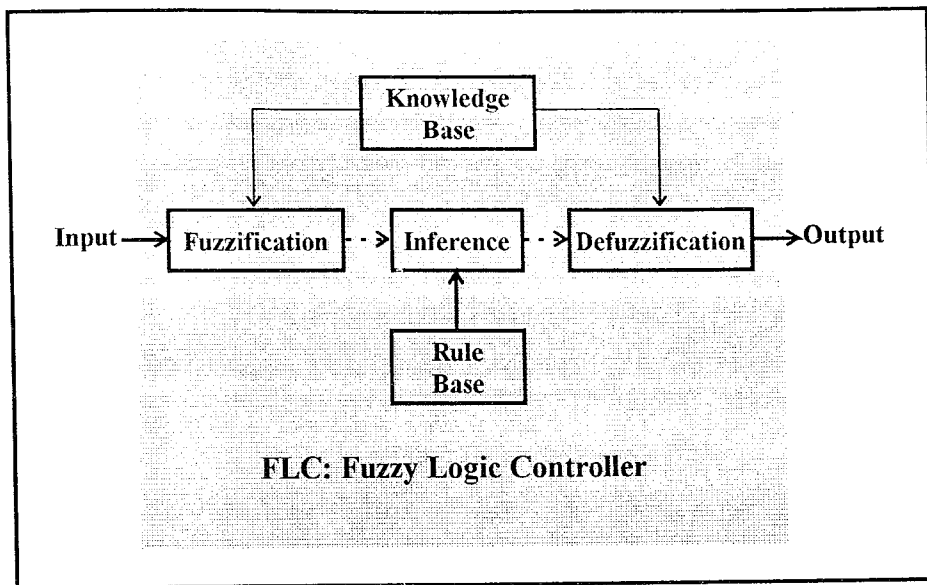 Knowledge
Base
Input
Fuzzification
Inference
Defuzzification
Output
Rule
Base
FLC: Fuzzy Logic Controller